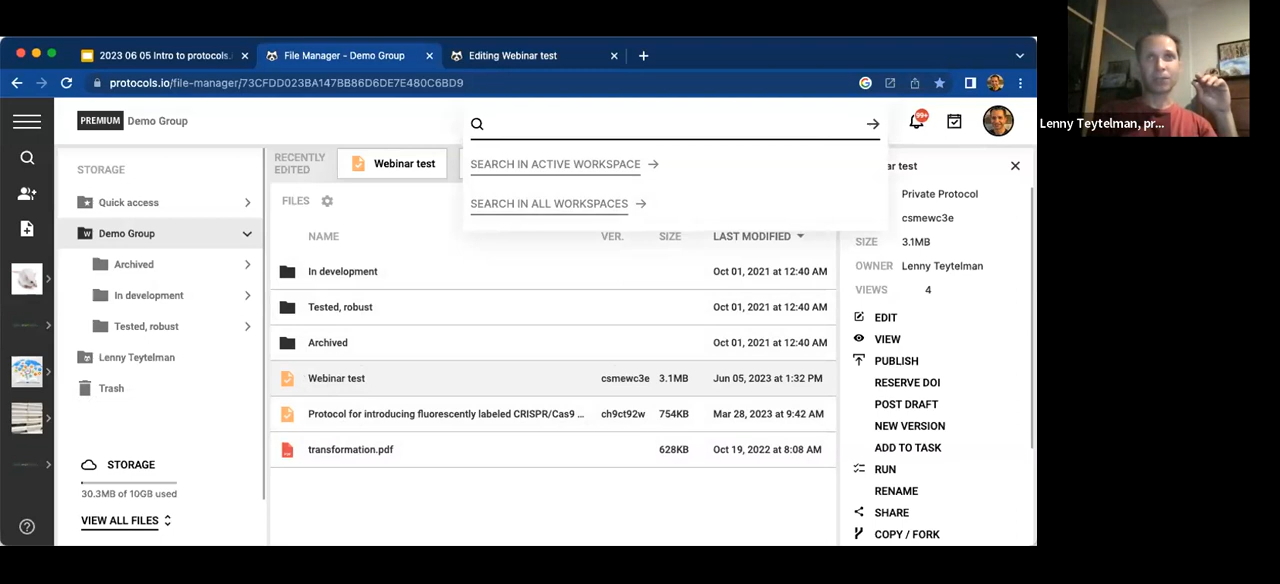 2023 06 05 Intro to protocols.
File Manager - Demo Group
Editing Webinar test
protocols.io/file-manager/73CFDD023BA147BB86D6DE7E480C6BD9
PREMIUM Demo Group
99+
Lenny Teytelman, pr...
STORAGE
Quick access
Demo Group
Archived
In development
Tested, robust
Lenny Teytelman
Trash
STORAGE
30.3MB of 10GB used
VIEW ALL FILES
RECENTLY
EDITED
Webinar test
SEARCH IN ACTIVE WORKSPACE
SEARCH IN ALL WORKSPACES
FILES
NAME VER. SIZE LAST MODIFIED
In development Oct 01, 2021 at 12:40 AM
Tested, robust Oct 01, 2021 at 12:40 AM
Archived Oct 01, 2021 at 12:40 AM
Webinar test csmewc3e 3.1MB Jun 05, 2023 at 1:32 PM
Protocol for introducing fluorescently labeled CRISPR/Cas9 ... ch9ct92w 754KB Mar 28, 2023 at 9:42 AM
transformation.pdf 628KB Oct 19, 2022 at 8:08 AM
ar test
Private Protocol
csmewc3e
SIZE 3.1MB
OWNER Lenny Teytelman
VIEWS 4
EDIT
VIEW
PUBLISH
RESERVE DOI
POST DRAFT
NEW VERSION
ADD TO TASK
RUN
RENAME
SHARE
COPY / FORK